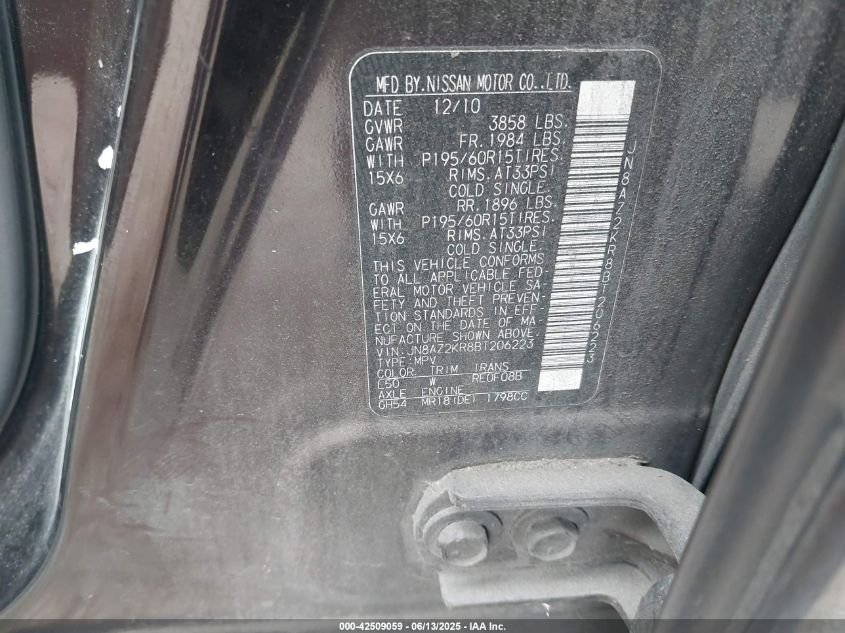 MFD BY.NISSAN MOTOR CO.,LTD.
DATE 12/10
GVWR 3858 LBS.
GAWR FR.1984 LBS.
WITH P195/60R15TIRES.
15X6 RIMS.AT33PSI
COLD SINGLE.
GAWR RR.1896 LBS.
WITH P195/60R15TIRES.
15X6 RIMS.AT33PSI
COLD SINGLE.
THIS VEHICLE CONFORMS
TO ALL APPLICABLE FED-
ERAL MOTOR VEHICLE SA-
FETY AND THEFT PREVEN-
TION STANDARDS IN EFF-
ECT ON THE DATE OF MA-
NUFACTURE SHOWN ABOVE.
VIN:JN8AZ2KR8BT206223
TYPE:MPV
COLOR TRIM TRANS
L50 W RE0F08B
AXLE ENGINE
GH54 MR18(DE) 1798CC
JN8AZ2KR8BT206223
000-42509059 - 06/13/2025 - IAA Inc.